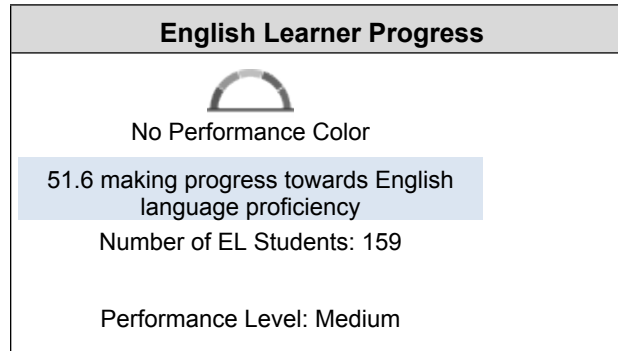 English Learner Progress
No Performance Color
51.6 making progress towards English
language proficiency
Number of EL Students: 159
Performance Level: Medium